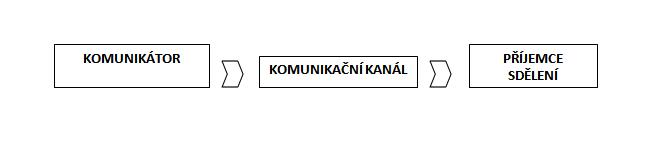 KOMUNIKÁTOR
KOMUNIKAČNÍ KANÁL
PŘÍJEMCE
SDĚLENÍ